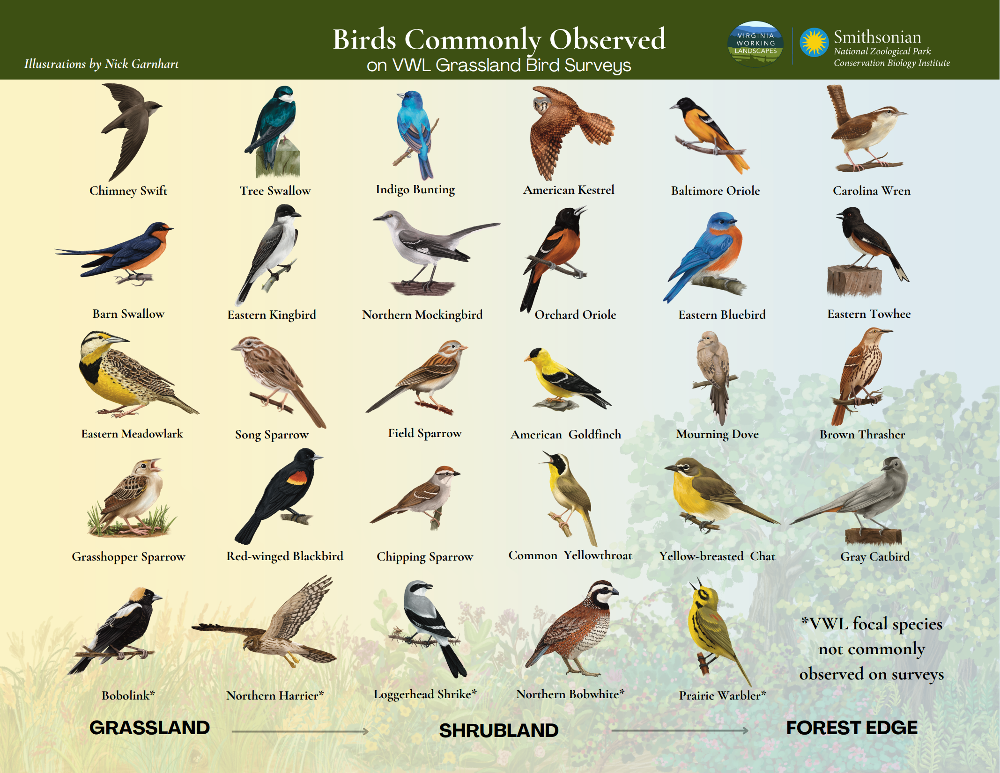 Birds Commonly Observed
on VWL Grassland Bird Surveys
Illustrations by Nick Garnhart
VIRGINIA
WORKING
LANDSCAPES
Smithsonian
National Zoological Park
Conservation Biology Institute
Chimney Swift
Tree Swallow
Indigo Bunting
American Kestrel
Baltimore Oriole
Carolina Wren
Barn Swallow
Eastern Kingbird
Northern Mockingbird
Orchard Oriole
Eastern Bluebird
Eastern Towhee
Eastern Meadowlark
Song Sparrow
Field Sparrow
American Goldfinch
Mourning Dove
Brown Thrasher
Grasshopper Sparrow
Red-winged Blackbird
Chipping Sparrow
Common Yellowthroat
Yellow-breasted Chat
Gray Catbird
Bobolink*
Northern Harrier*
Loggerhead Shrike*
Northern Bobwhite*
Prairie Warbler*
*VWL focal species
not commonly
observed on surveys
GRASSLAND
SHRUBLAND
FOREST EDGE